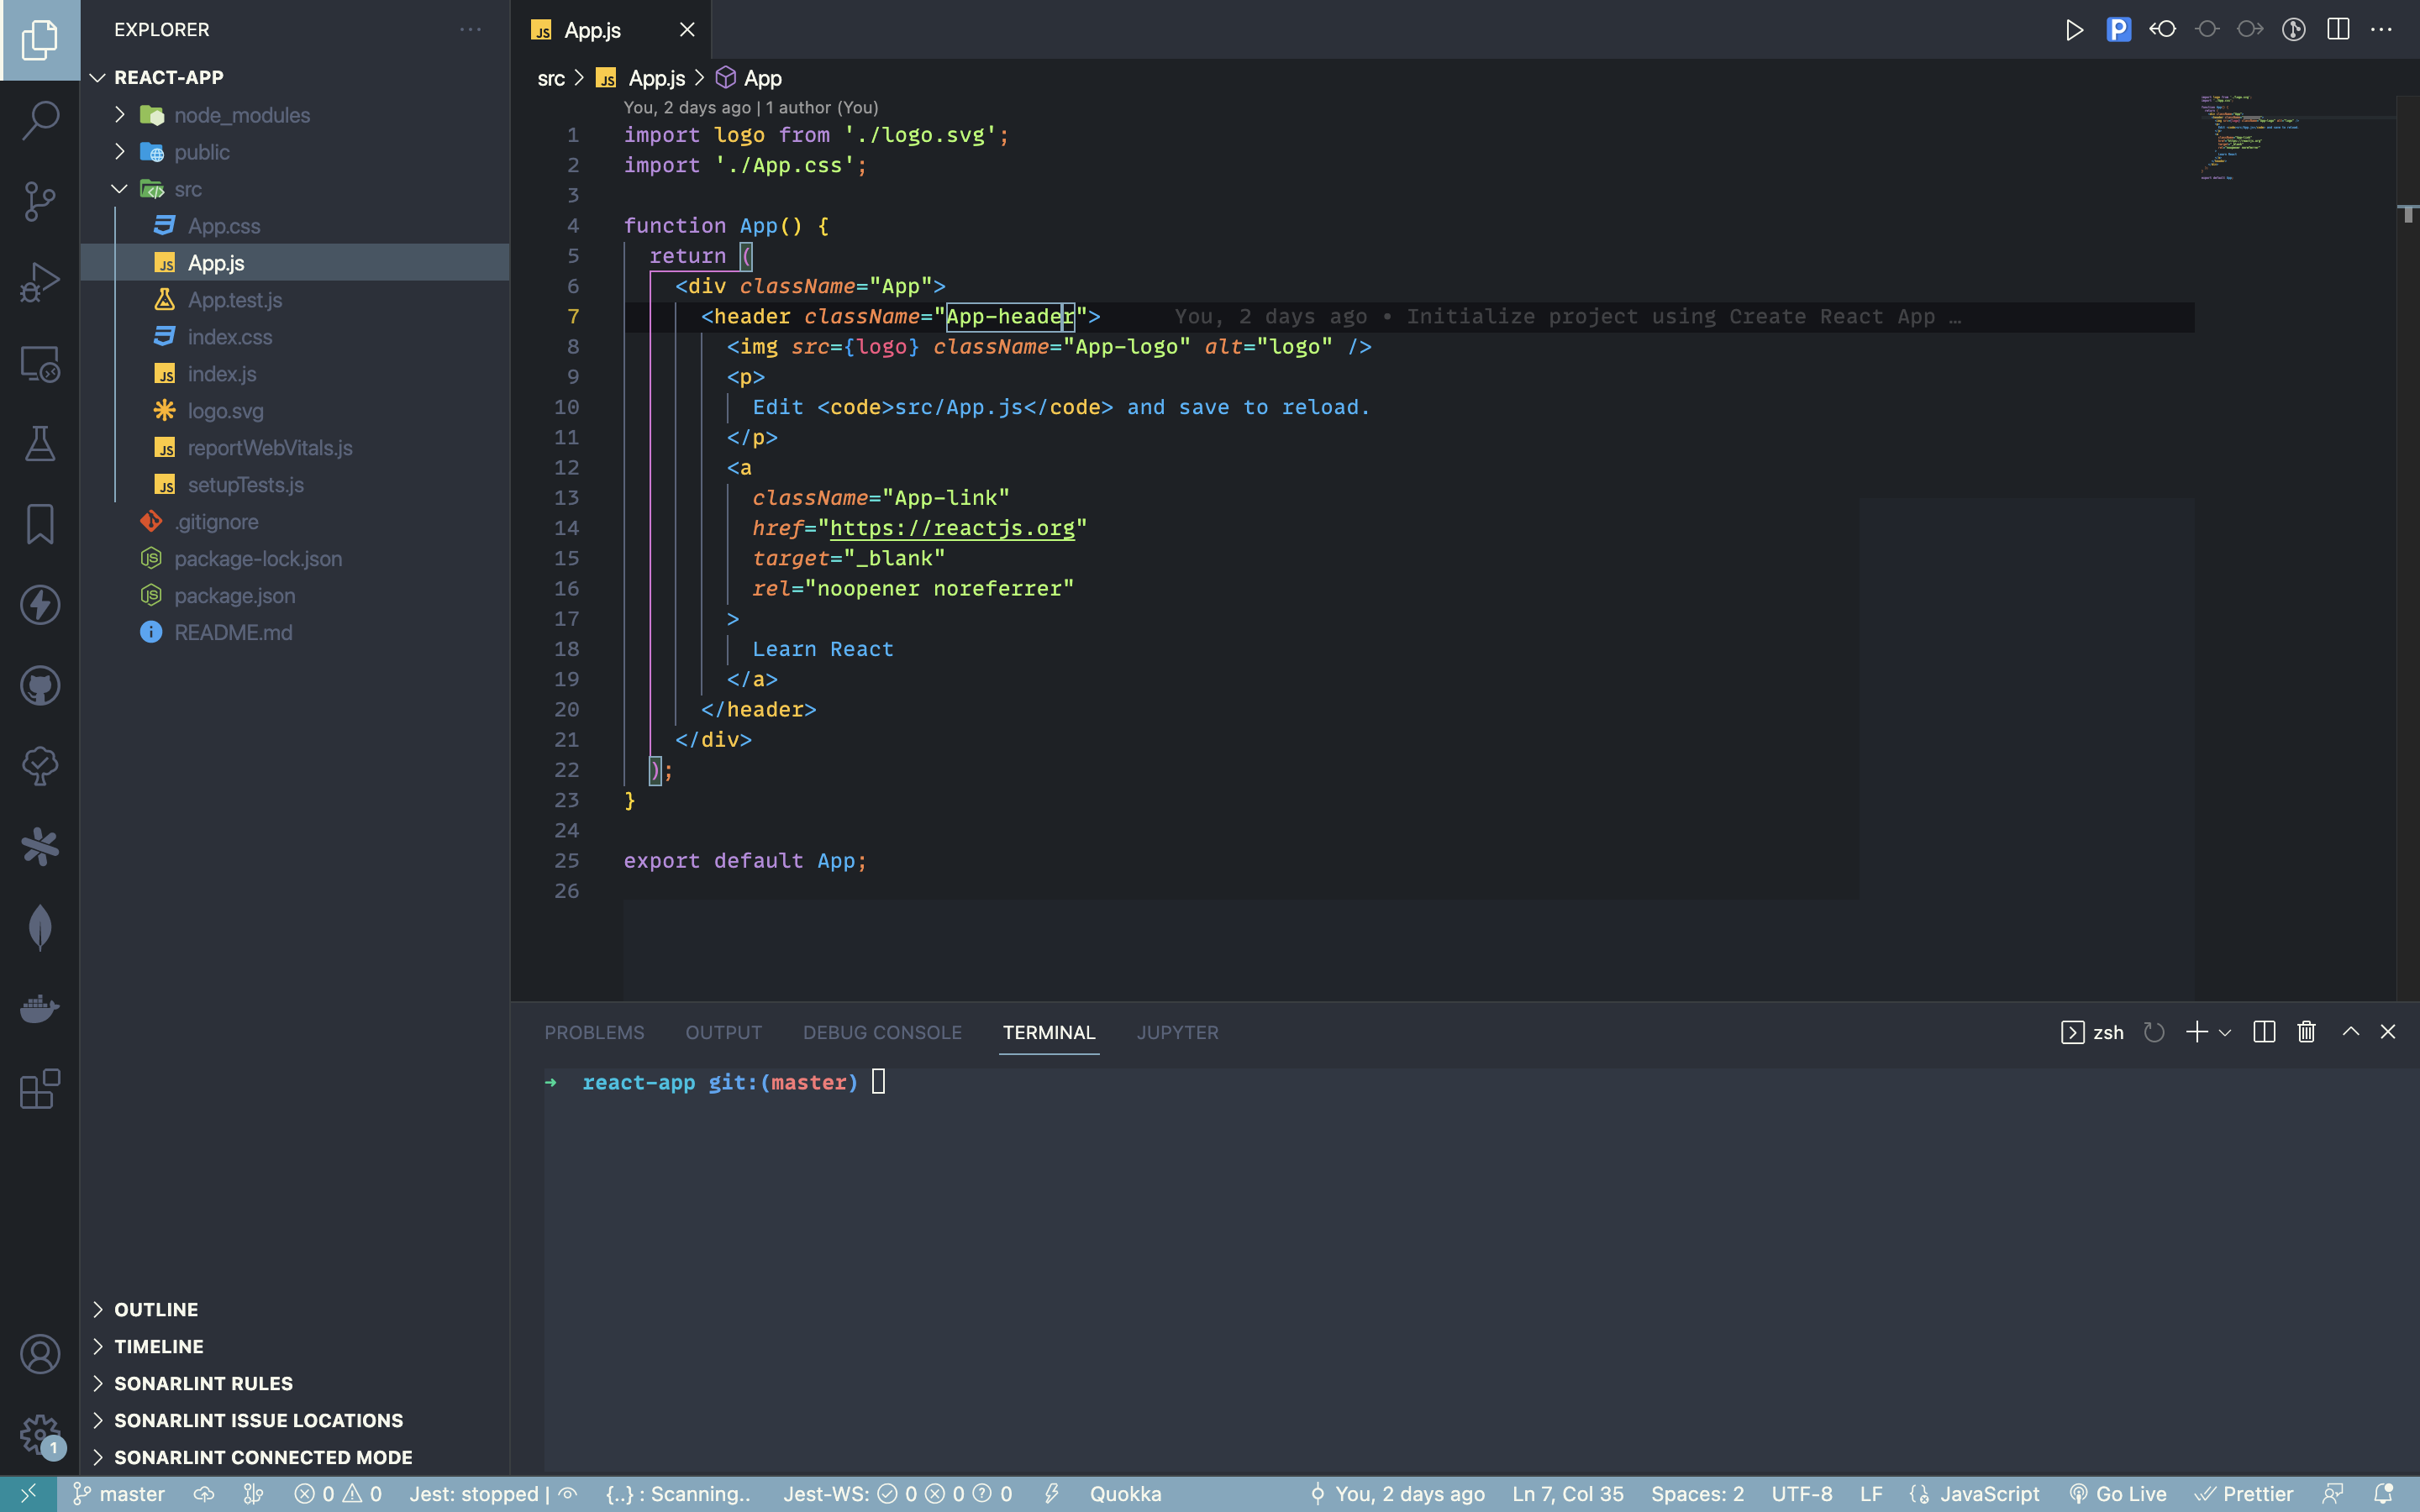 EXPLORER
REACT-APP
node_modules
public
src
App.css
App.js
App.test.js
index.css
index.js
logo.svg
reportWebVitals.js
setupTests.js
.gitignore
package-lock.json
package.json
README.md
OUTLINE
TIMELINE
SONARLINT RULES
SONARLINT ISSUE LOCATIONS
SONARLINT CONNECTED MODE
1
JS App.js
src > JS App.js > App
You, 2 days ago | 1 author (You)
1 import logo from './logo.svg';
2 import './App.css';
3
4 function App() {
5   return (
6     <div className="App">
7       <header className="App-header">     You, 2 days ago • Initialize project using Create React App …
8         <img src={logo} className="App-logo" alt="logo" />
9         <p>
10           Edit <code>src/App.js</code> and save to reload.
11         </p>
12         <a
13           className="App-link"
14           href="https://reactjs.org"
15           target="_blank"
16           rel="noopener noreferrer"
17         >
18           Learn React
19         </a>
20       </header>
21     </div>
22   );
23 }
24
25 export default App;
26
PROBLEMS OUTPUT DEBUG CONSOLE TERMINAL JUPYTER zsh
→ react-app git:(master)
master 0 0 Jest: stopped | {..} : Scanning.. Jest-WS: 0 0 0 Quokka You, 2 days ago Ln 7, Col 35 Spaces: 2 UTF-8 LF JavaScript Go Live Prettier